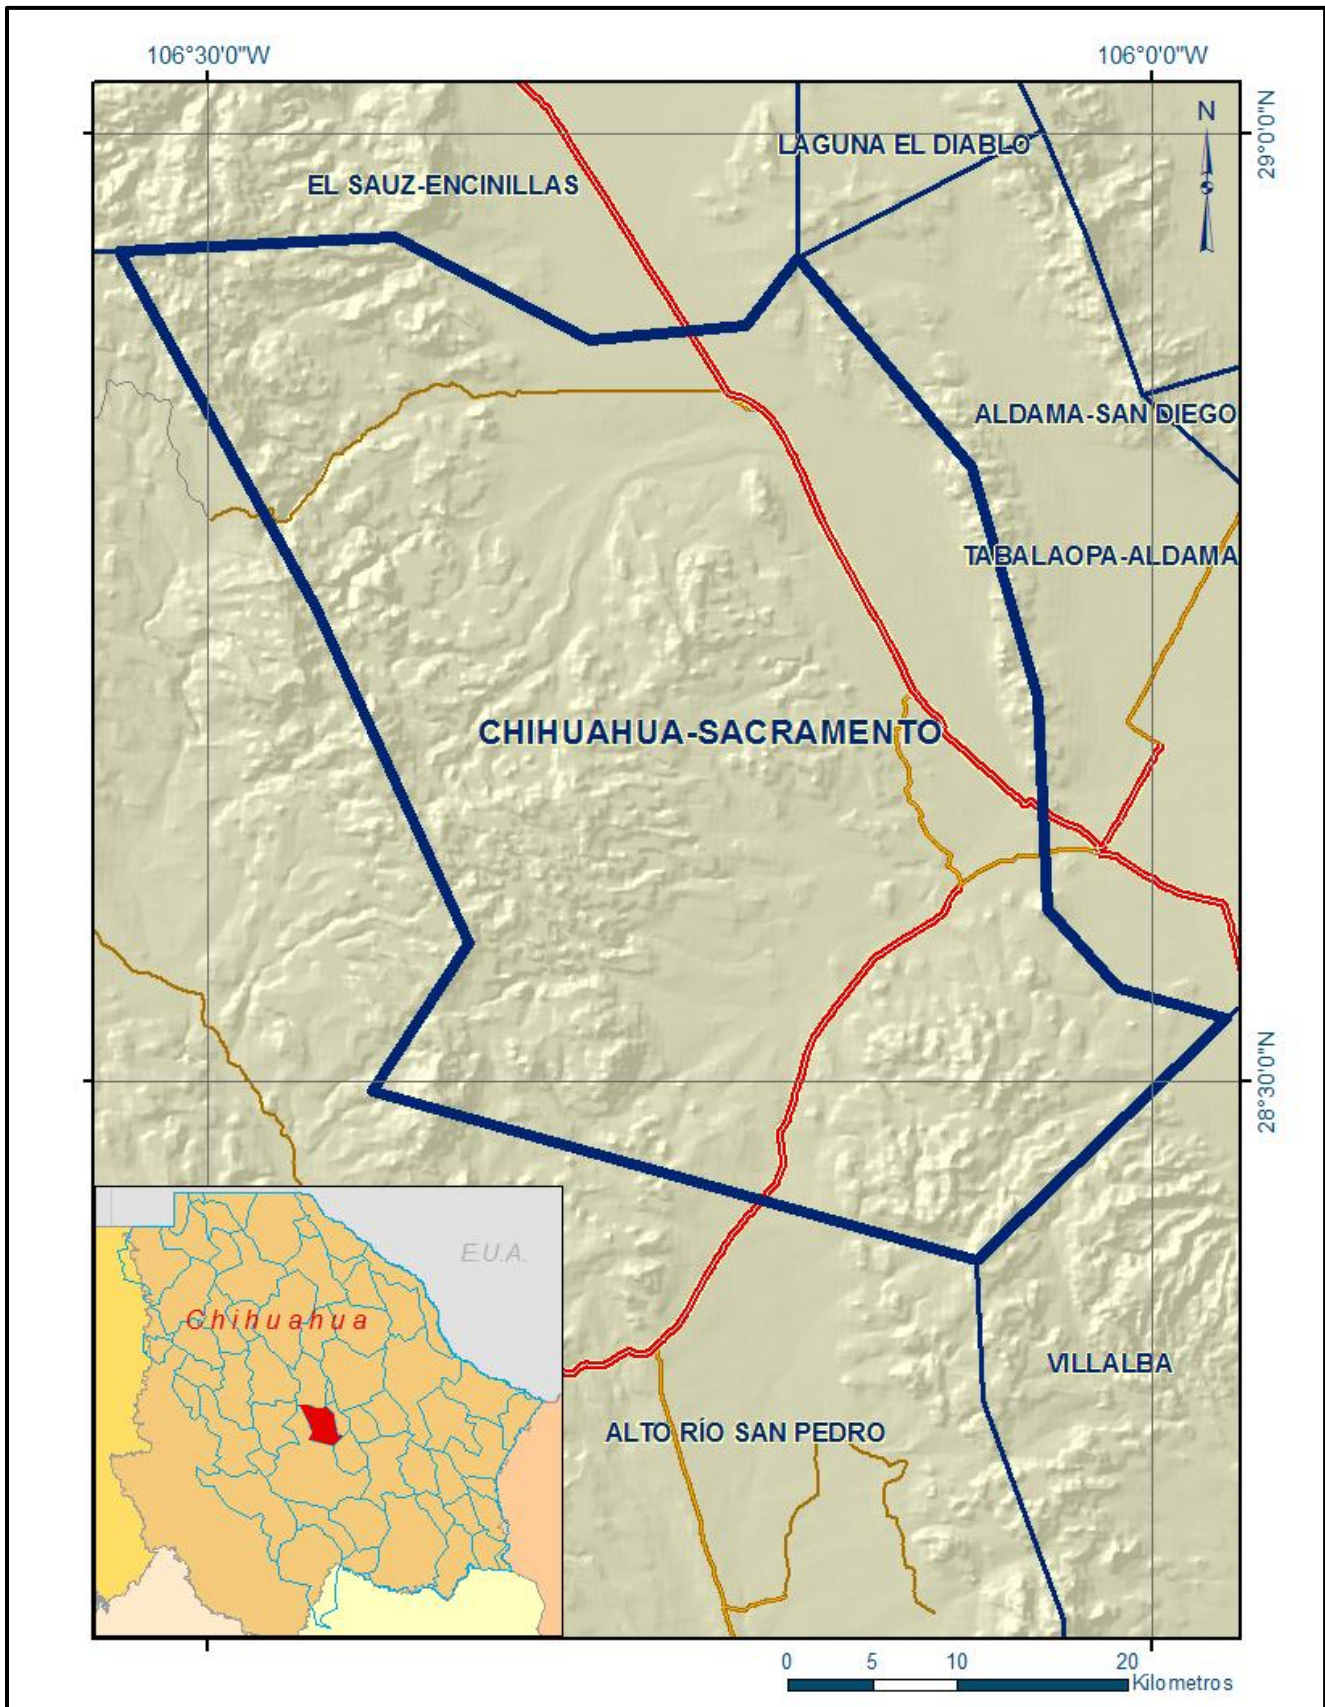 106°30'0"W
106°0'0"W
N
29°0'0"N
LAGUNA EL DIABLO
EL SAUZ-ENCINILLAS
ALDAMA-SAN DIEGO
TABALAOPA-ALDAMA
CHIHUAHUA-SACRAMENTO
28°30'0"N
E.U.A.
Chihuahua
VILLALBA
ALTO RÍO SAN PEDRO
0 5 10 20
Kilometros